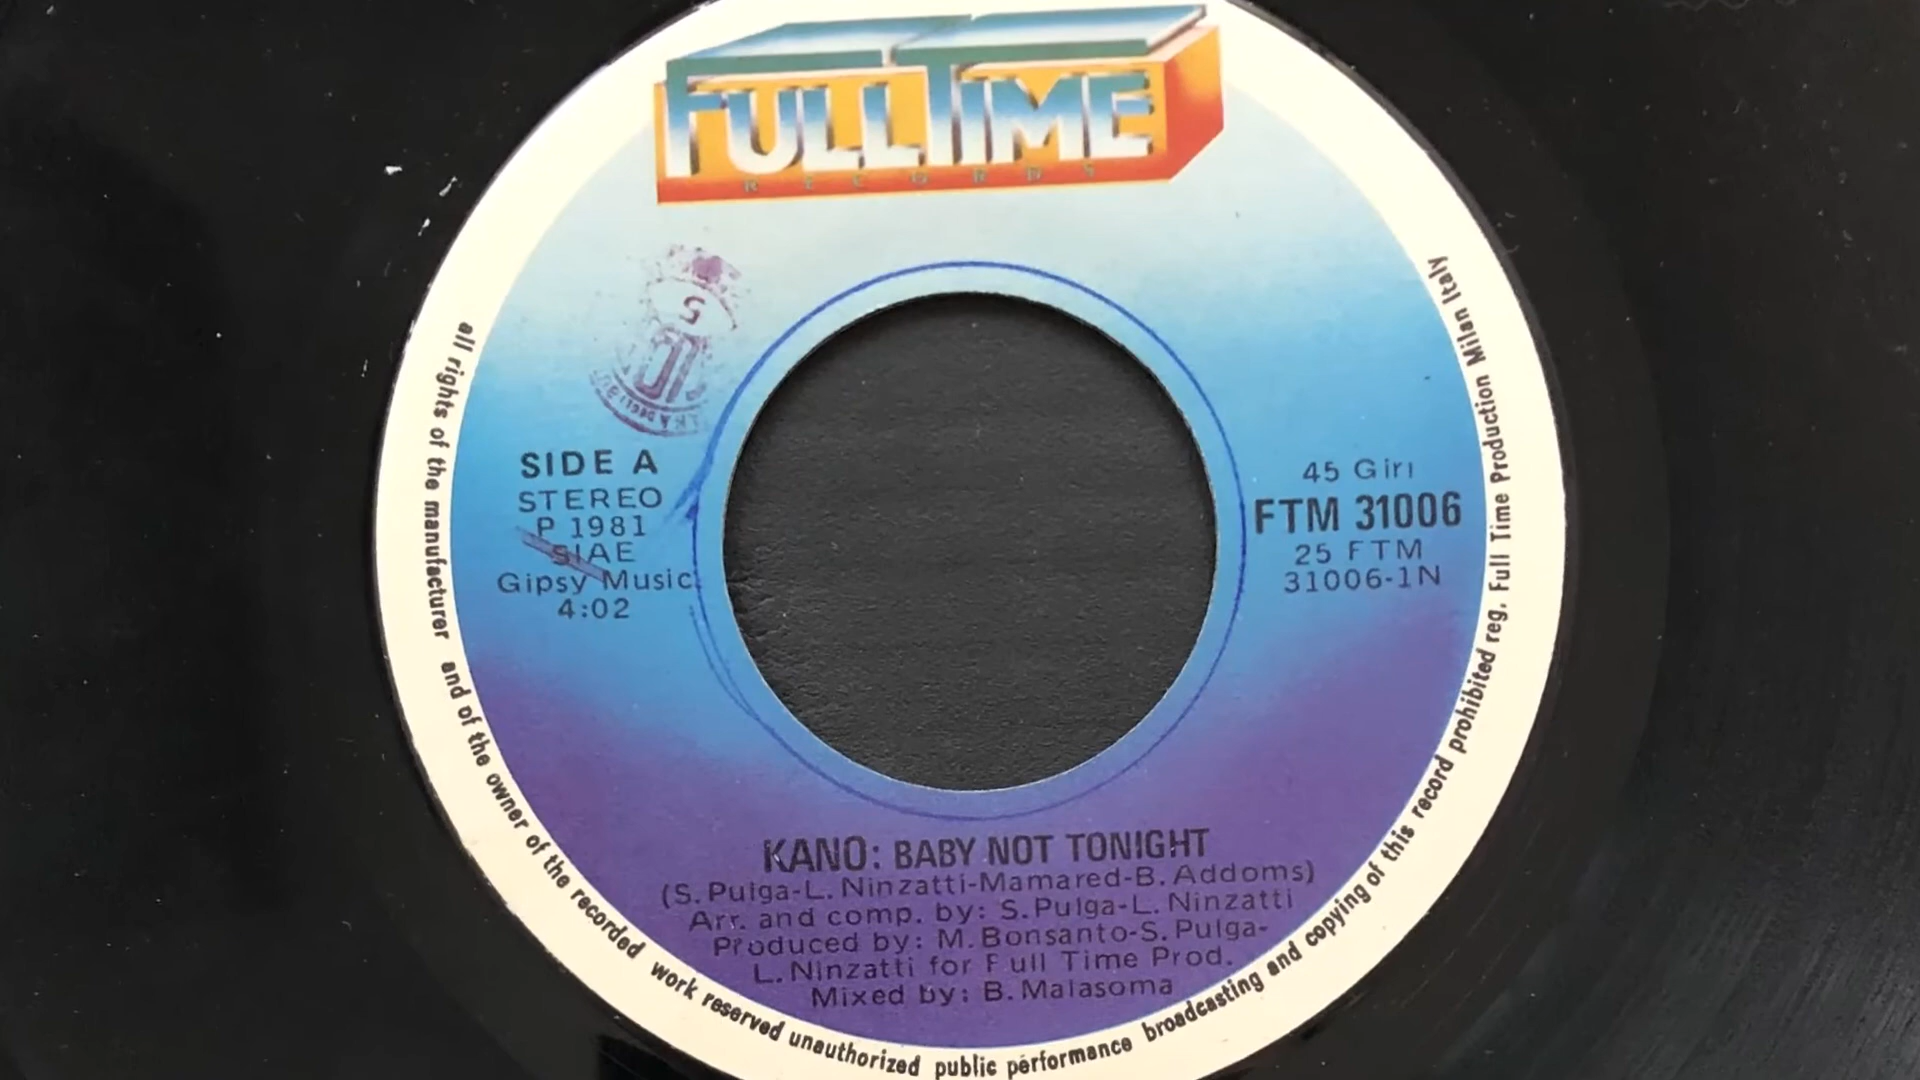 FULLTIME
RECORDS
5
SIDE A
STEREO
P 1981
SIAE
Gipsy Music
4:02
45 Giri
FTM 31006
25 FTM
31006-1N
KANO: BABY NOT TONIGHT
(S. Pulga-L. Ninzatti-Mamared-B. Addoms)
Arr. and comp. by: S. Pulga-L. Ninzatti
Produced by: M. Bonsanto-S. Pulga-
L. Ninzatti for Full Time Prod.
Mixed by: B. Malasoma
all rights of the manufacturer and of the owner of the recorded work reserved unauthorized public performance broadcasting and copying of this record prohibited reg. Full Time Production Milan Italy